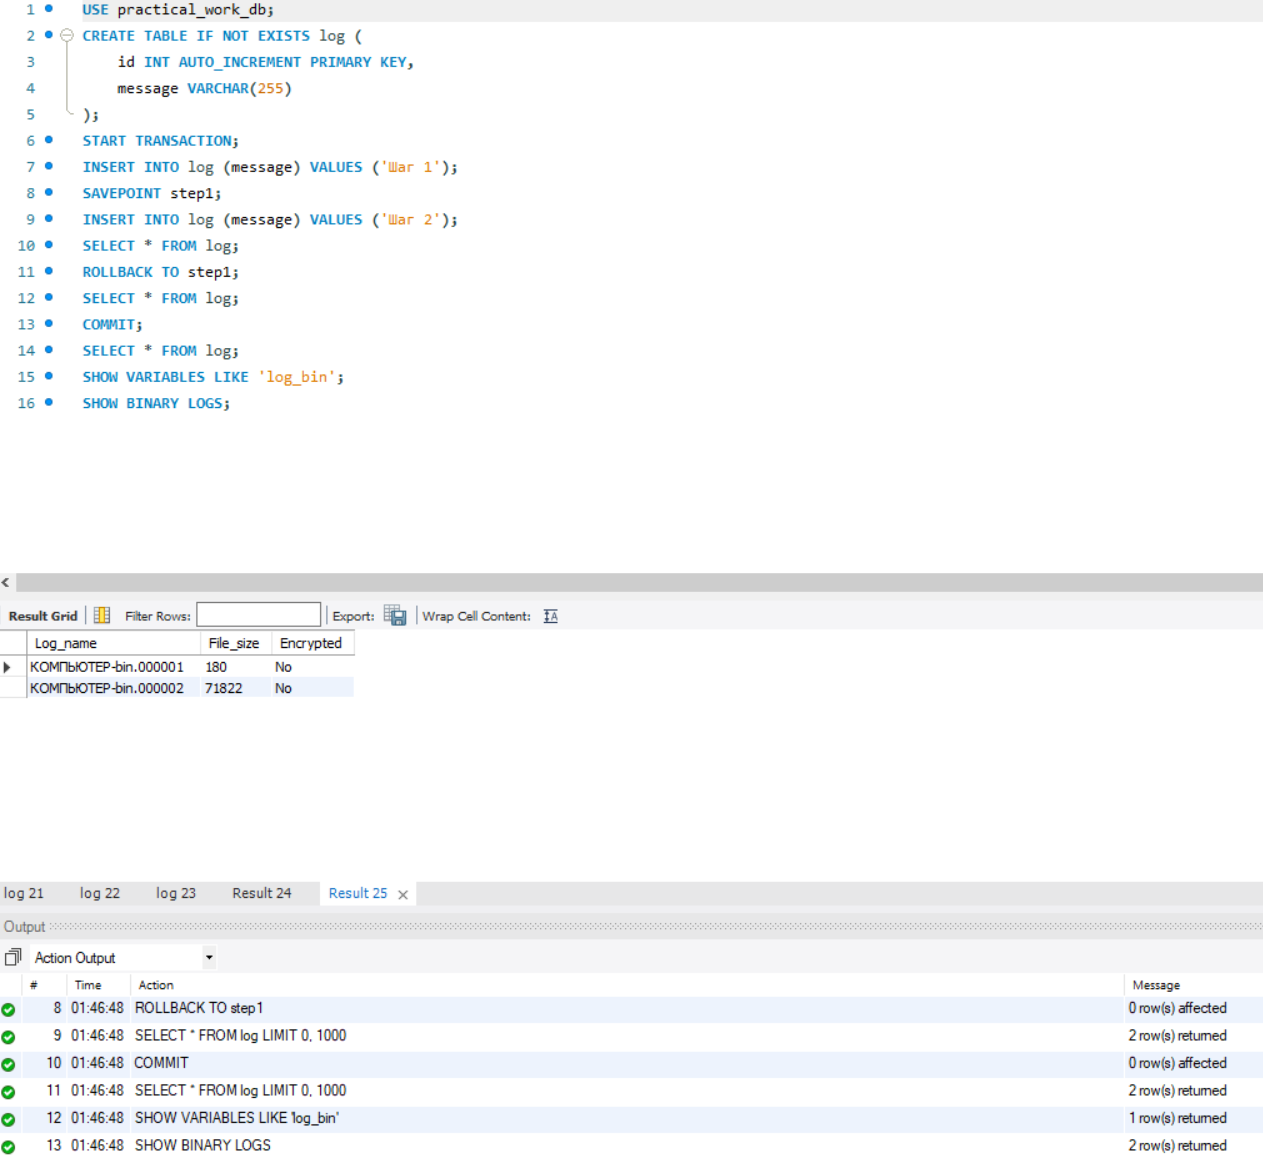 1 USE practical_work_db;
2 CREATE TABLE IF NOT EXISTS log (
3 id INT AUTO_INCREMENT PRIMARY KEY,
4 message VARCHAR(255)
5 );
6 START TRANSACTION;
7 INSERT INTO log (message) VALUES ('Шаг 1');
8 SAVEPOINT step1;
9 INSERT INTO log (message) VALUES ('Шаг 2');
10 SELECT * FROM log;
11 ROLLBACK TO step1;
12 SELECT * FROM log;
13 COMMIT;
14 SELECT * FROM log;
15 SHOW VARIABLES LIKE 'log_bin';
16 SHOW BINARY LOGS;
Result Grid Filter Rows: Export: Wrap Cell Content: IA
Log_name File_size Encrypted
КОМПЬЮТЕР-bin.000001 180 No
КОМПЬЮТЕР-bin.000002 71822 No
log 21 log 22 log 23 Result 24 Result 25
Output
Action Output
# Time Action Message
8 01:46:48 ROLLBACK TO step1 0 row(s) affected
9 01:46:48 SELECT * FROM log LIMIT 0, 1000 2 row(s) returned
10 01:46:48 COMMIT 0 row(s) affected
11 01:46:48 SELECT * FROM log LIMIT 0, 1000 2 row(s) returned
12 01:46:48 SHOW VARIABLES LIKE 'log_bin' 1 row(s) returned
13 01:46:48 SHOW BINARY LOGS 2 row(s) returned